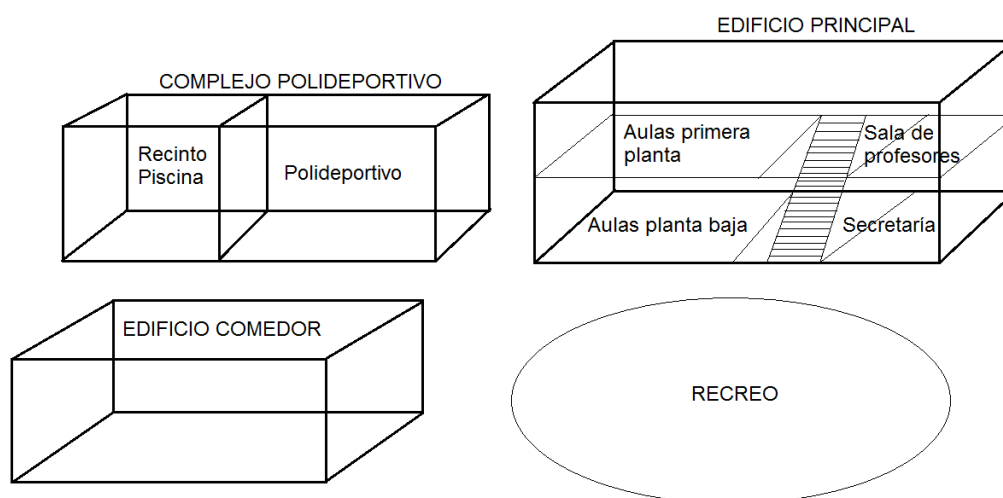 EDIFICIO PRINCIPAL
COMPLEJO POLIDEPORTIVO
Recinto
Piscina
Polideportivo
Aulas primera
planta
Sala de
profesores
Aulas planta baja
Secretaría
EDIFICIO COMEDOR
RECREO